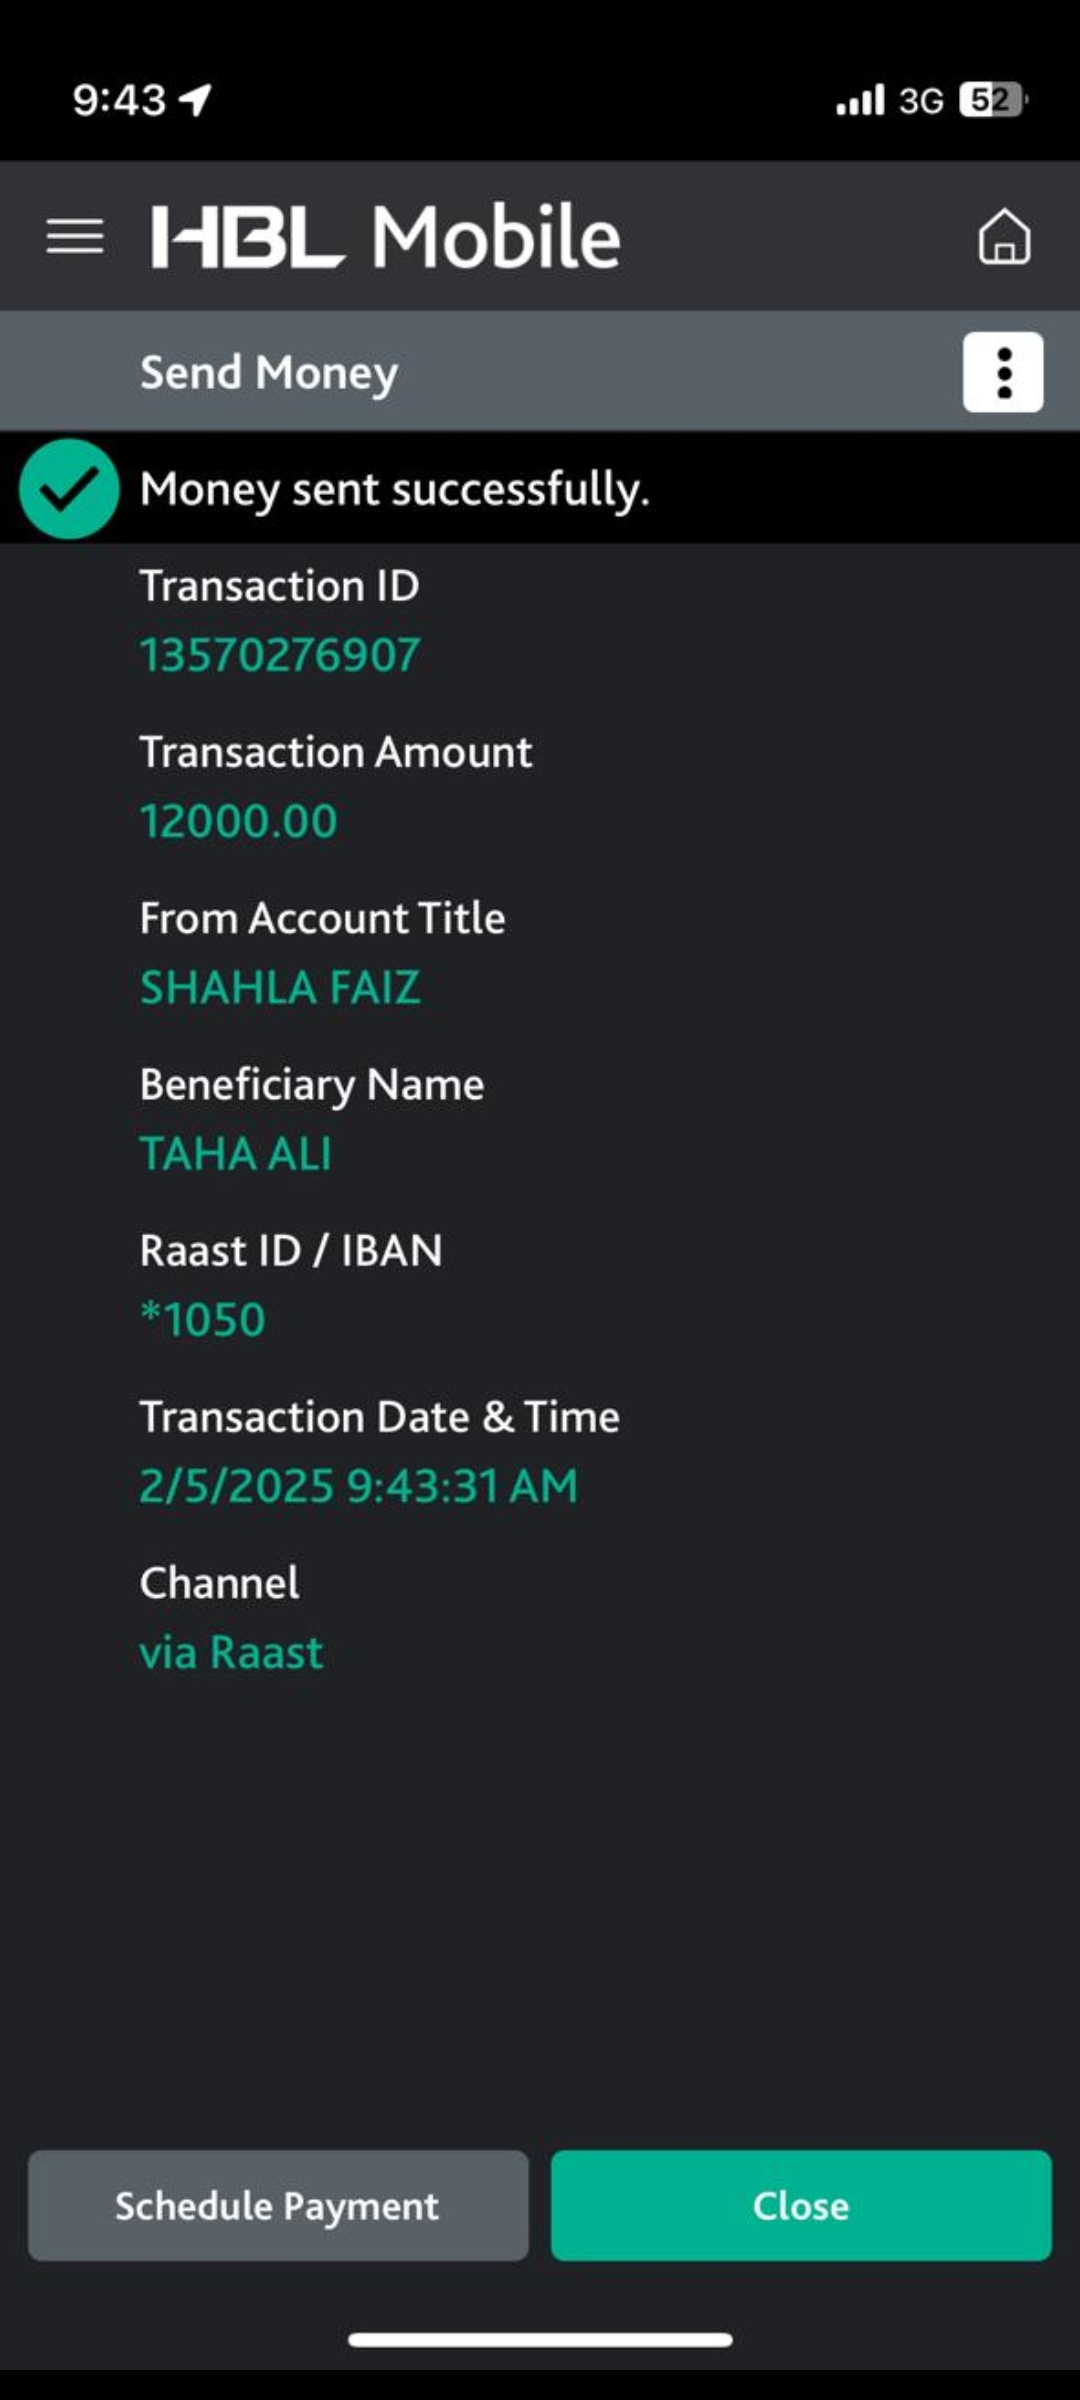 9:43
3G 52
HBL Mobile
Send Money
Money sent successfully.
Transaction ID
13570276907
Transaction Amount
12000.00
From Account Title
SHAHLA FAIZ
Beneficiary Name
TAHA ALI
Raast ID / IBAN
*1050
Transaction Date & Time
2/5/2025 9:43:31 AM
Channel
via Raast
Schedule Payment
Close